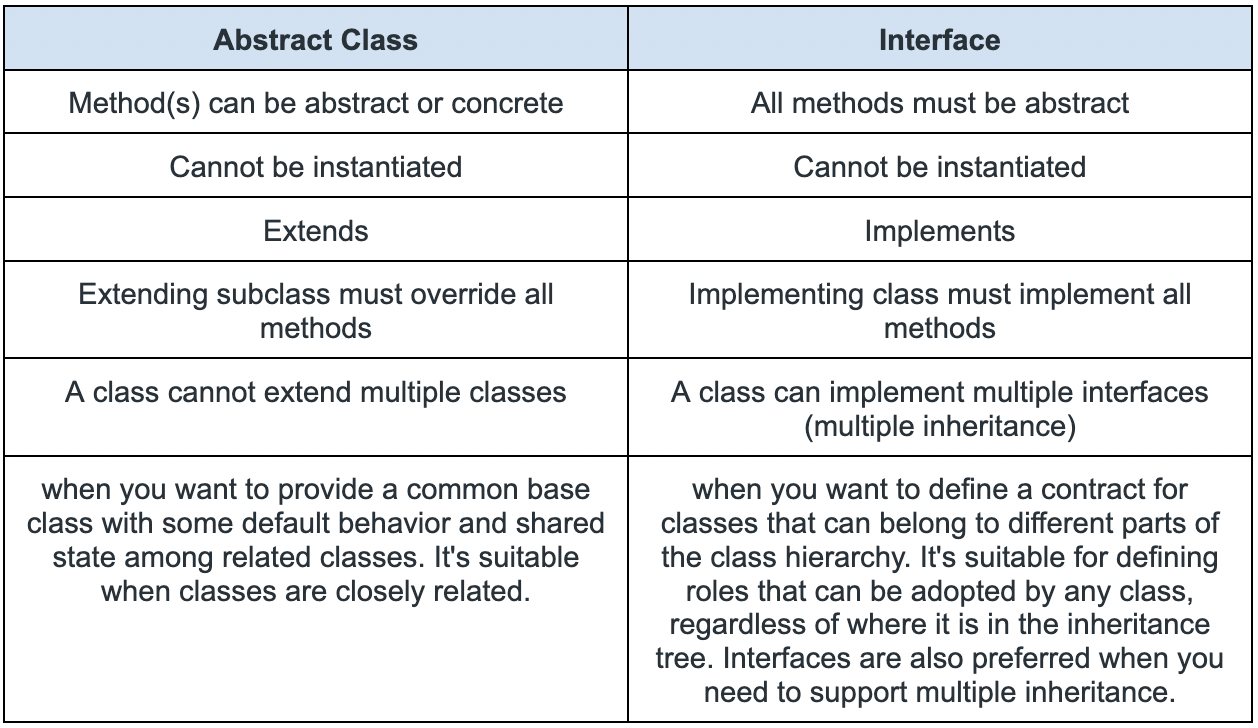 Abstract Class
Interface
Method(s) can be abstract or concrete
All methods must be abstract
Cannot be instantiated
Cannot be instantiated
Extends
Implements
Extending subclass must override all
methods
Implementing class must implement all
methods
A class cannot extend multiple classes
A class can implement multiple interfaces
(multiple inheritance)
when you want to provide a common base
class with some default behavior and shared
state among related classes. It's suitable
when classes are closely related.
when you want to define a contract for
classes that can belong to different parts of
the class hierarchy. It's suitable for defining
roles that can be adopted by any class,
regardless of where it is in the inheritance
tree. Interfaces are also preferred when you
need to support multiple inheritance.